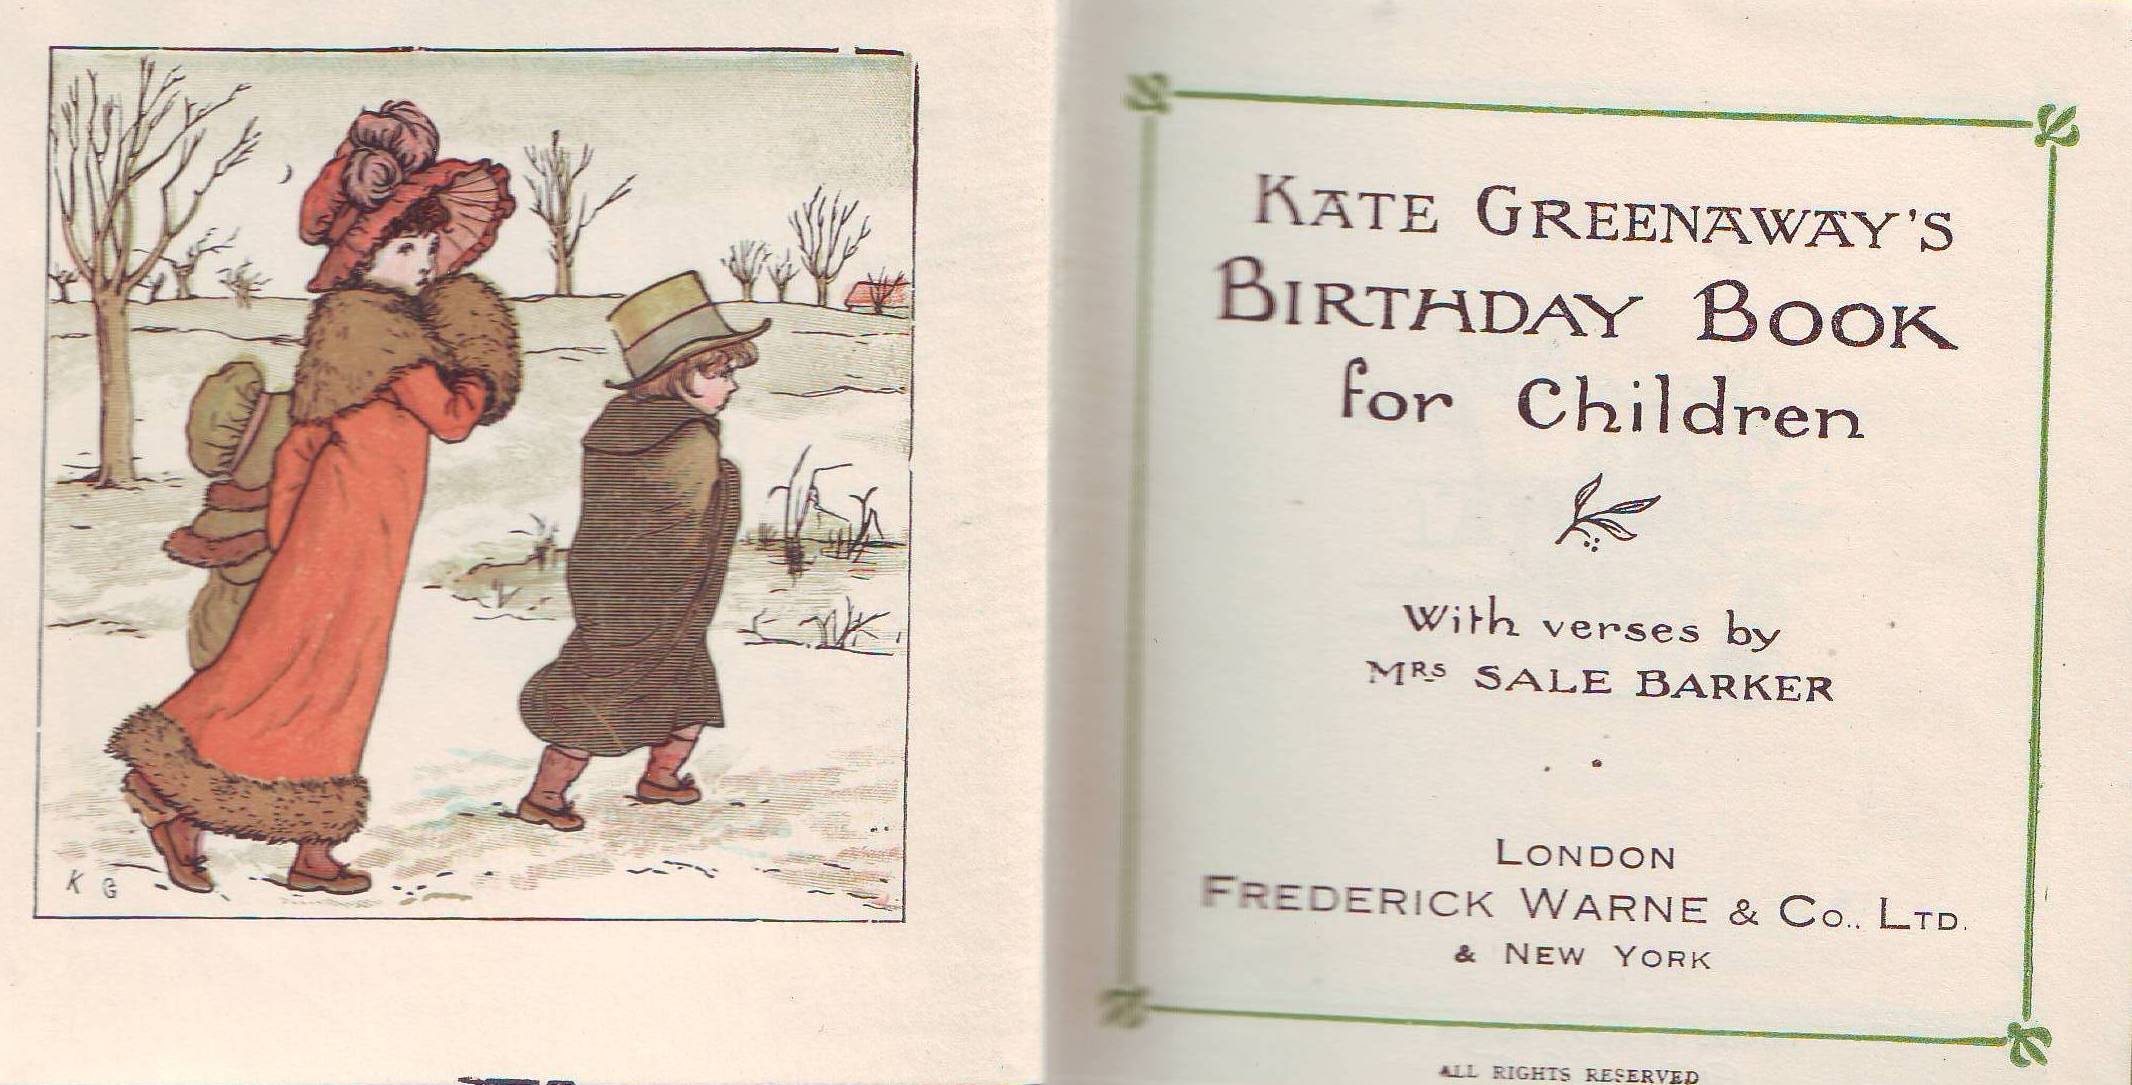 K G
KATE GREENAWAY'S
BIRTHDAY BOOK
for Children
With verses by
MRS SALE BARKER
LONDON
FREDERICK WARNE & Co., LTD.
& NEW YORK
ALL RIGHTS RESERVED